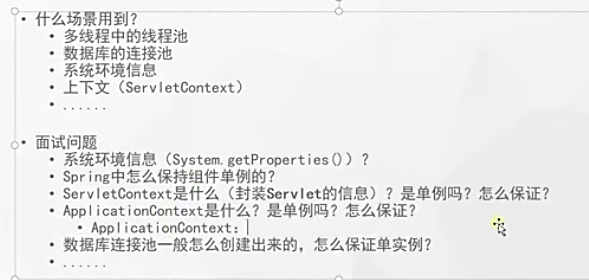 • 什么场景用到？
• 多线程中的线程池
• 数据库的连接池
• 系统环境信息
• 上下文（ServletContext）
• ......
• 面试问题
• 系统环境信息（System.getProperties()）？
• Spring中怎么保持组件单例的？
• ServletContext是什么（封装Servlet的信息）？是单例吗？怎么保证？
• ApplicationContext是什么？是单例吗？怎么保证？
• ApplicationContext：
• 数据库连接池一般怎么创建出来的，怎么保证单实例？
• ......